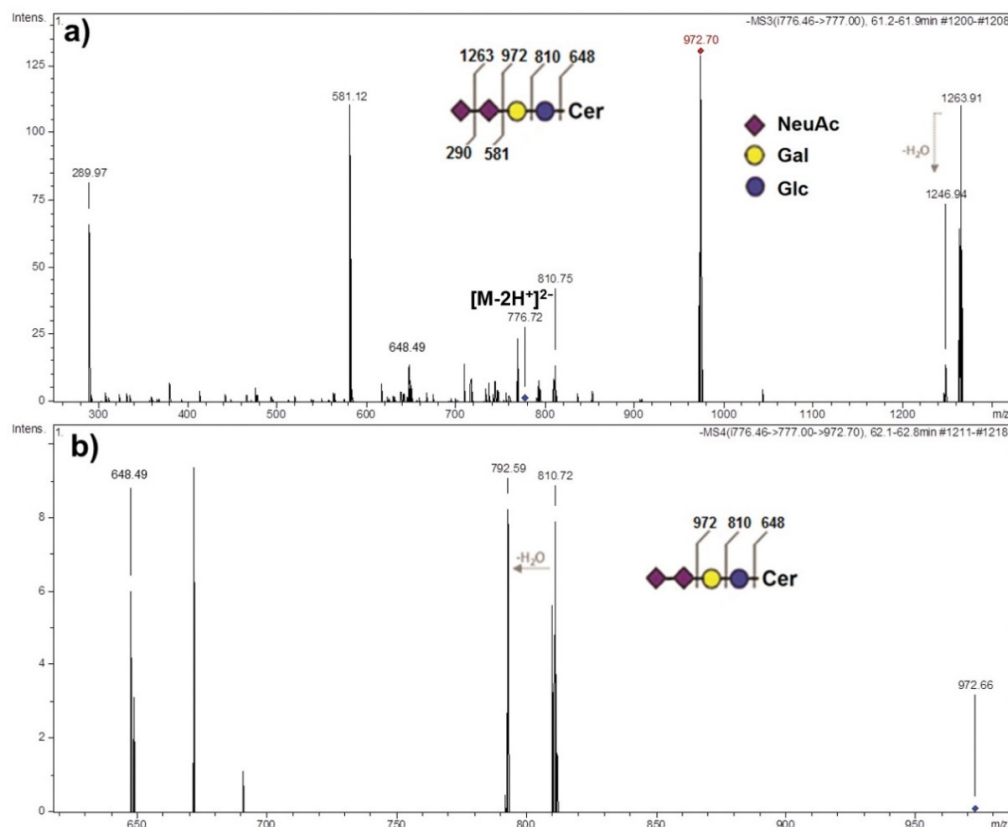 Intens. 1. a) -MS3(i776.46->777.00), 61.2-61.9min #1200-#1208
972.70
125
1263 972 810 648
1263.91
581.12
Cer
NeuAc
100
290 581
Gal
-H₂O
289.97
Glc
1246.94
75
50
810.75
[M-2H⁺]²⁻
776.72
25
648.49
0
300 400 500 600 700 800 900 1000 1100 1200 m/z
Intens. 1. b) -MS4(i776.46->777.00->972.70), 62.1-62.8min #1211-#1218
648.49 792.59 810.72
8
972 810 648
-H₂O
Cer
6
4
972.66
2
0
650 700 750 800 850 900 950 m/z